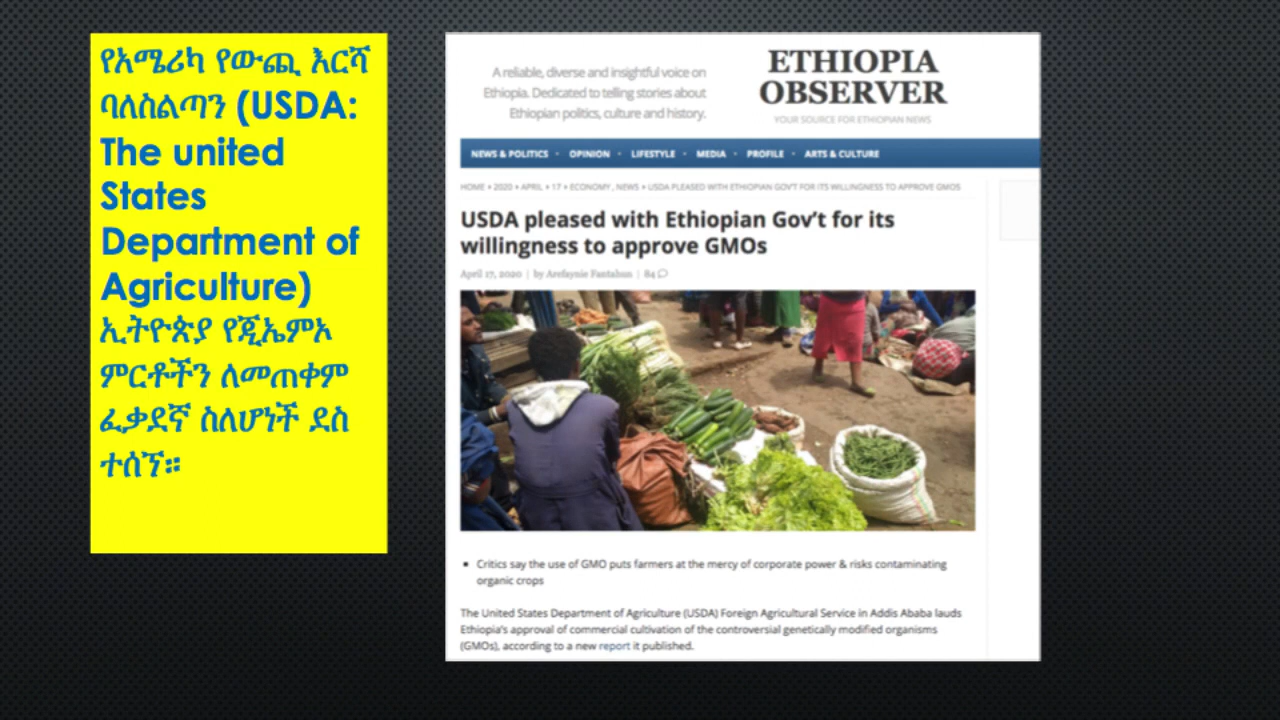 የአሜሪካ የውጪ እርሻ
ባለስልጣን (USDA:
The united
States
Department of
Agriculture)
ኢትዮጵያ የጂኤምኦ
ምርቶችን ለመጠቀም
ፈቃደኛ ስለሆነች ደስ
ተሰኘ።
A reliable, diverse and insightful voice on
Ethiopia. Dedicated to telling stories about
Ethiopian politics, culture and history.
ETHIOPIA
OBSERVER
YOUR SOURCE FOR ETHIOPIAN NEWS
NEWS & POLITICS OPINION LIFESTYLE MEDIA PROFILE ARTS & CULTURE
HOME » 2020 » APRIL » 17 » ECONOMY, NEWS » USDA PLEASED WITH ETHIOPIAN GOV'T FOR ITS WILLINGNESS TO APPROVE GMOS
USDA pleased with Ethiopian Gov't for its
willingness to approve GMOs
April 17, 2020 | by Arefaynie Fantahun | 84
▪ Critics say the use of GMO puts farmers at the mercy of corporate power & risks contaminating
organic crops
The United States Department of Agriculture (USDA) Foreign Agricultural Service in Addis Ababa lauds
Ethiopia's approval of commercial cultivation of the controversial genetically modified organisms
(GMOs), according to a new report it published.